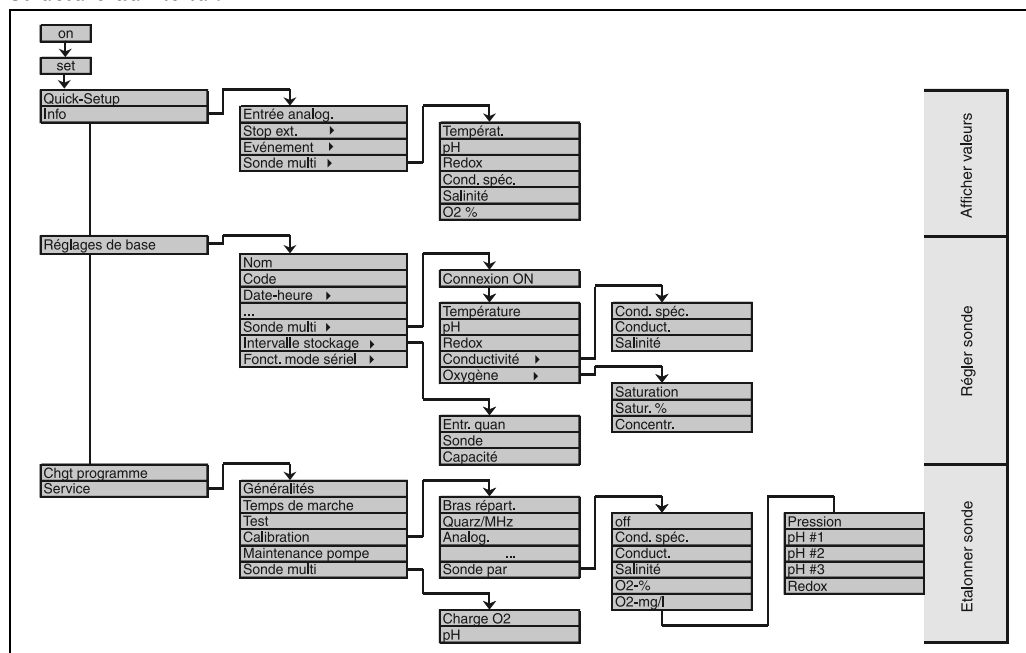 on
set
Quick-Setup
Info
Entrée analog.
Stop ext.
Evénement
Sonde multi
Températ.
pH
Redox
Cond. spéc.
Salinité
O2 %
Afficher valeurs
Réglages de base
Nom
Code
Date-heure
...
Sonde multi
Intervalle stockage
Fonct. mode sériel
Connexion ON
Température
pH
Redox
Conductivité
Oxygène
Cond. spéc.
Conduct.
Salinité
Saturation
Satur. %
Concentr.
Entr. quan
Sonde
Capacité
Régler sonde
Chgt programme
Service
Généralités
Temps de marche
Test
Calibration
Maintenance pompe
Sonde multi
Bras répart.
Quarz/MHz
Analog.
...
Sonde par
off
Cond. spéc.
Conduct.
Salinité
O2-%
O2-mg/l
Pression
pH #1
pH #2
pH #3
Redox
Charge O2
pH
Etalonner sonde